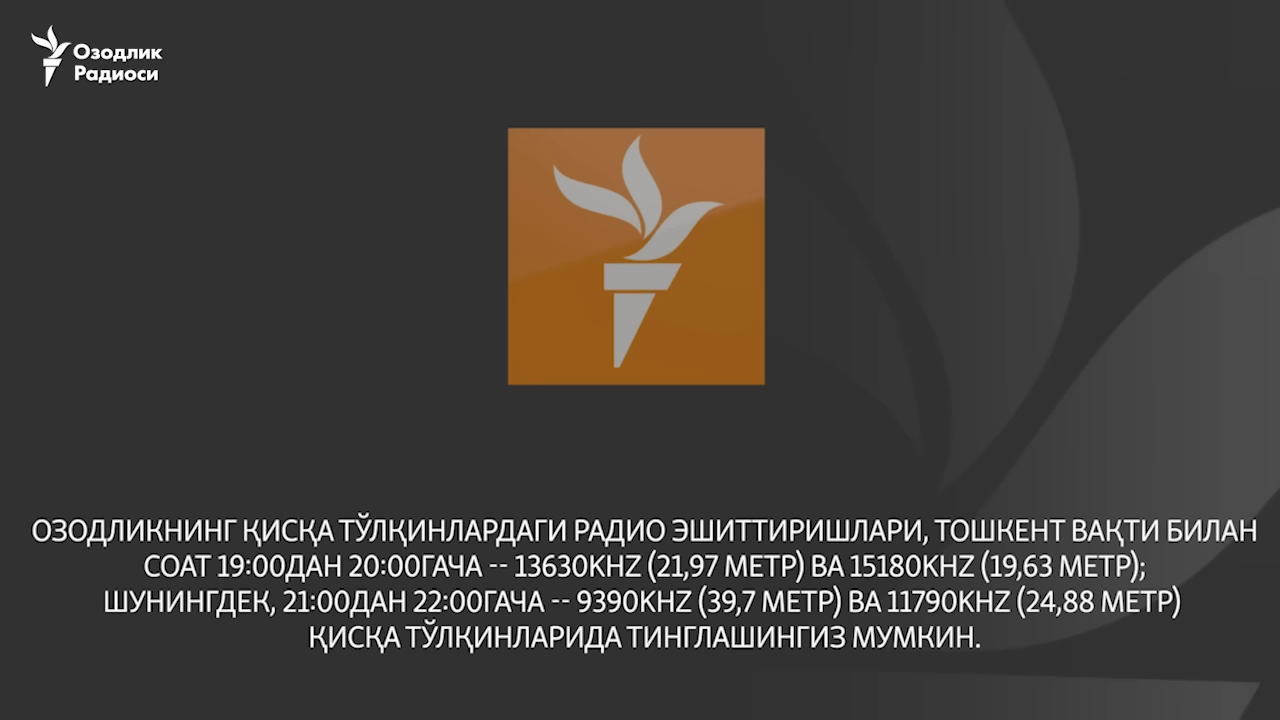 Озодлик
Радиоси
ОЗОДЛИКНИНГ ҚИСҚА ТЎЛҚИНЛАРДАГИ РАДИО ЭШИТТИРИШЛАРИ, ТОШКЕНТ ВАҚТИ БИЛАН
СОАТ 19:00ДАН 20:00ГАЧА -- 13630KHZ (21,97 МЕТР) ВА 15180KHZ (19,63 МЕТР);
ШУНИНГДЕК, 21:00ДАН 22:00ГАЧА -- 9390KHZ (39,7 МЕТР) ВА 11790KHZ (24,88 МЕТР)
ҚИСҚА ТЎЛҚИНЛАРИДА ТИНГЛАШИНГИЗ МУМКИН.